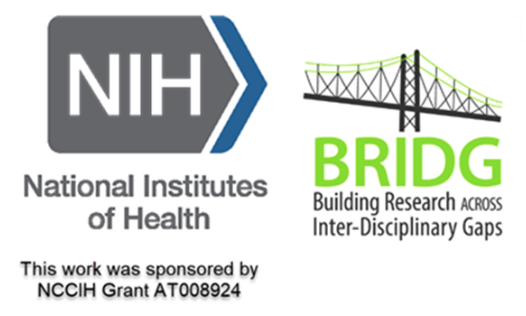 NIH
National Institutes
of Health
This work was sponsored by
NCCIH Grant AT008924
BRIDG
Building Research ACROSS
Inter-Disciplinary Gaps